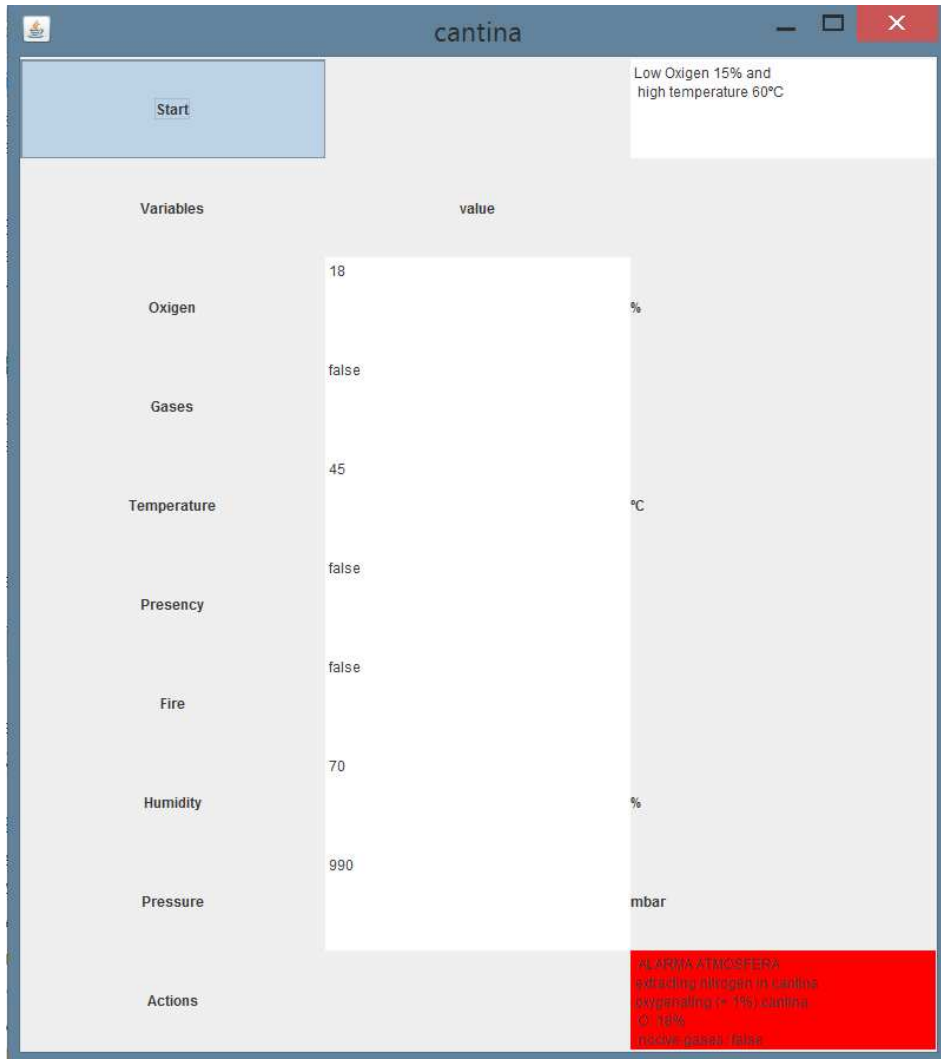 cantina
Start
Low Oxigen 15% and
high temperature 60ºC
Variables value
Oxigen 18 %
Gases false
Temperature 45 ºC
Presency false
Fire false
Humidity 70 %
Pressure 990 mbar
Actions
ALARMA ATMOSFERA
extracting nitrogen in cantina
oxygenating (+ 1%) cantina
nocive gases: false